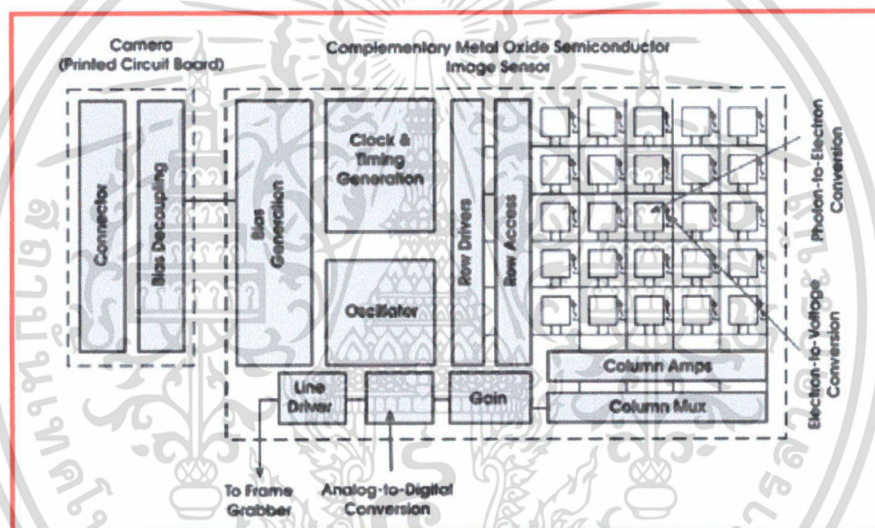 Camera
(Printed Circuit Board)
Complementary Metal Oxide Semiconductor
Image Sensor
Connector
Bias Decoupling
Bias
Generation
Clock &
Timing
Generation
Oscillator
Row Drivers
Row Access
Photon-to-Electron
Conversion
Electron-to-Voltage
Conversion
Line
Driver
Gain
Column Amps
Column Mux
To Frame
Grabber
Analog-to-Digital
Conversion